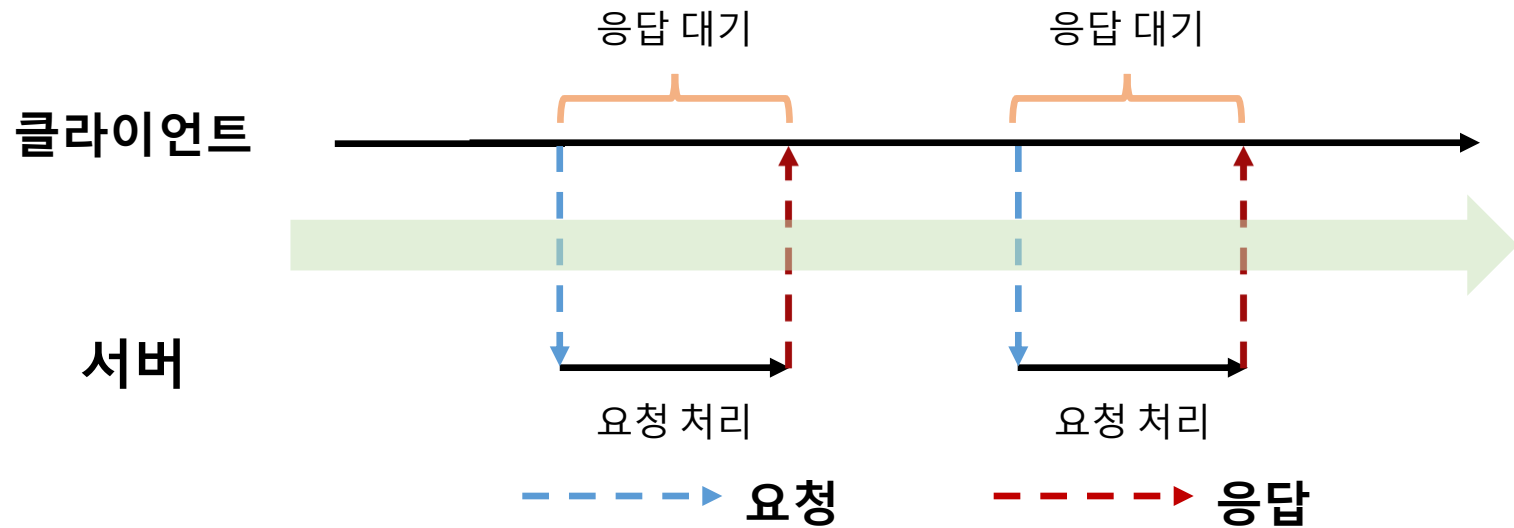 응답 대기
응답 대기
클라이언트
서버
요청 처리
요청 처리
요청
응답